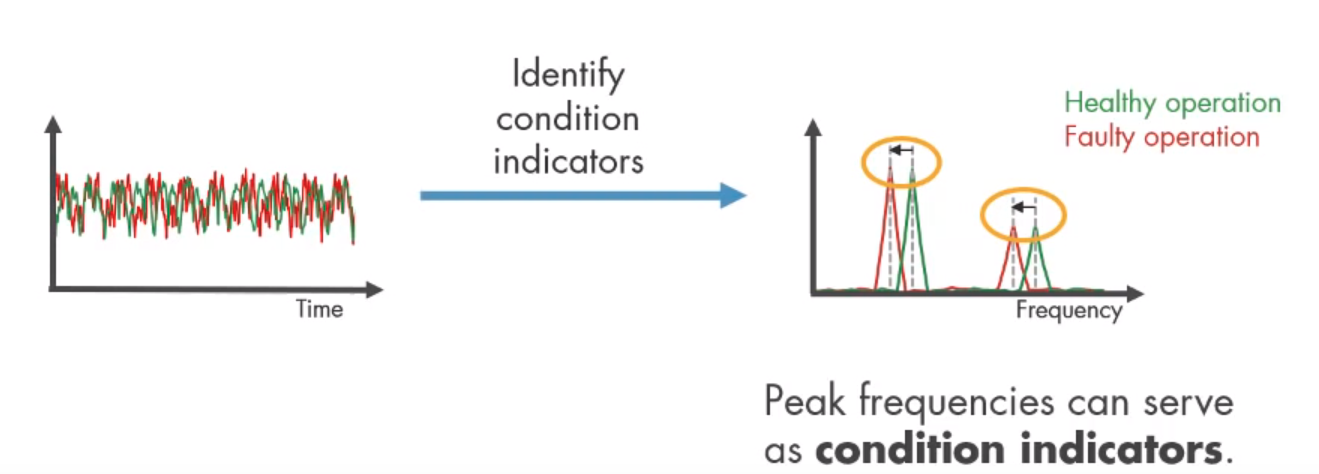 Identify
condition
indicators
Healthy operation
Faulty operation
Time
Frequency
Peak frequencies can serve
as condition indicators.